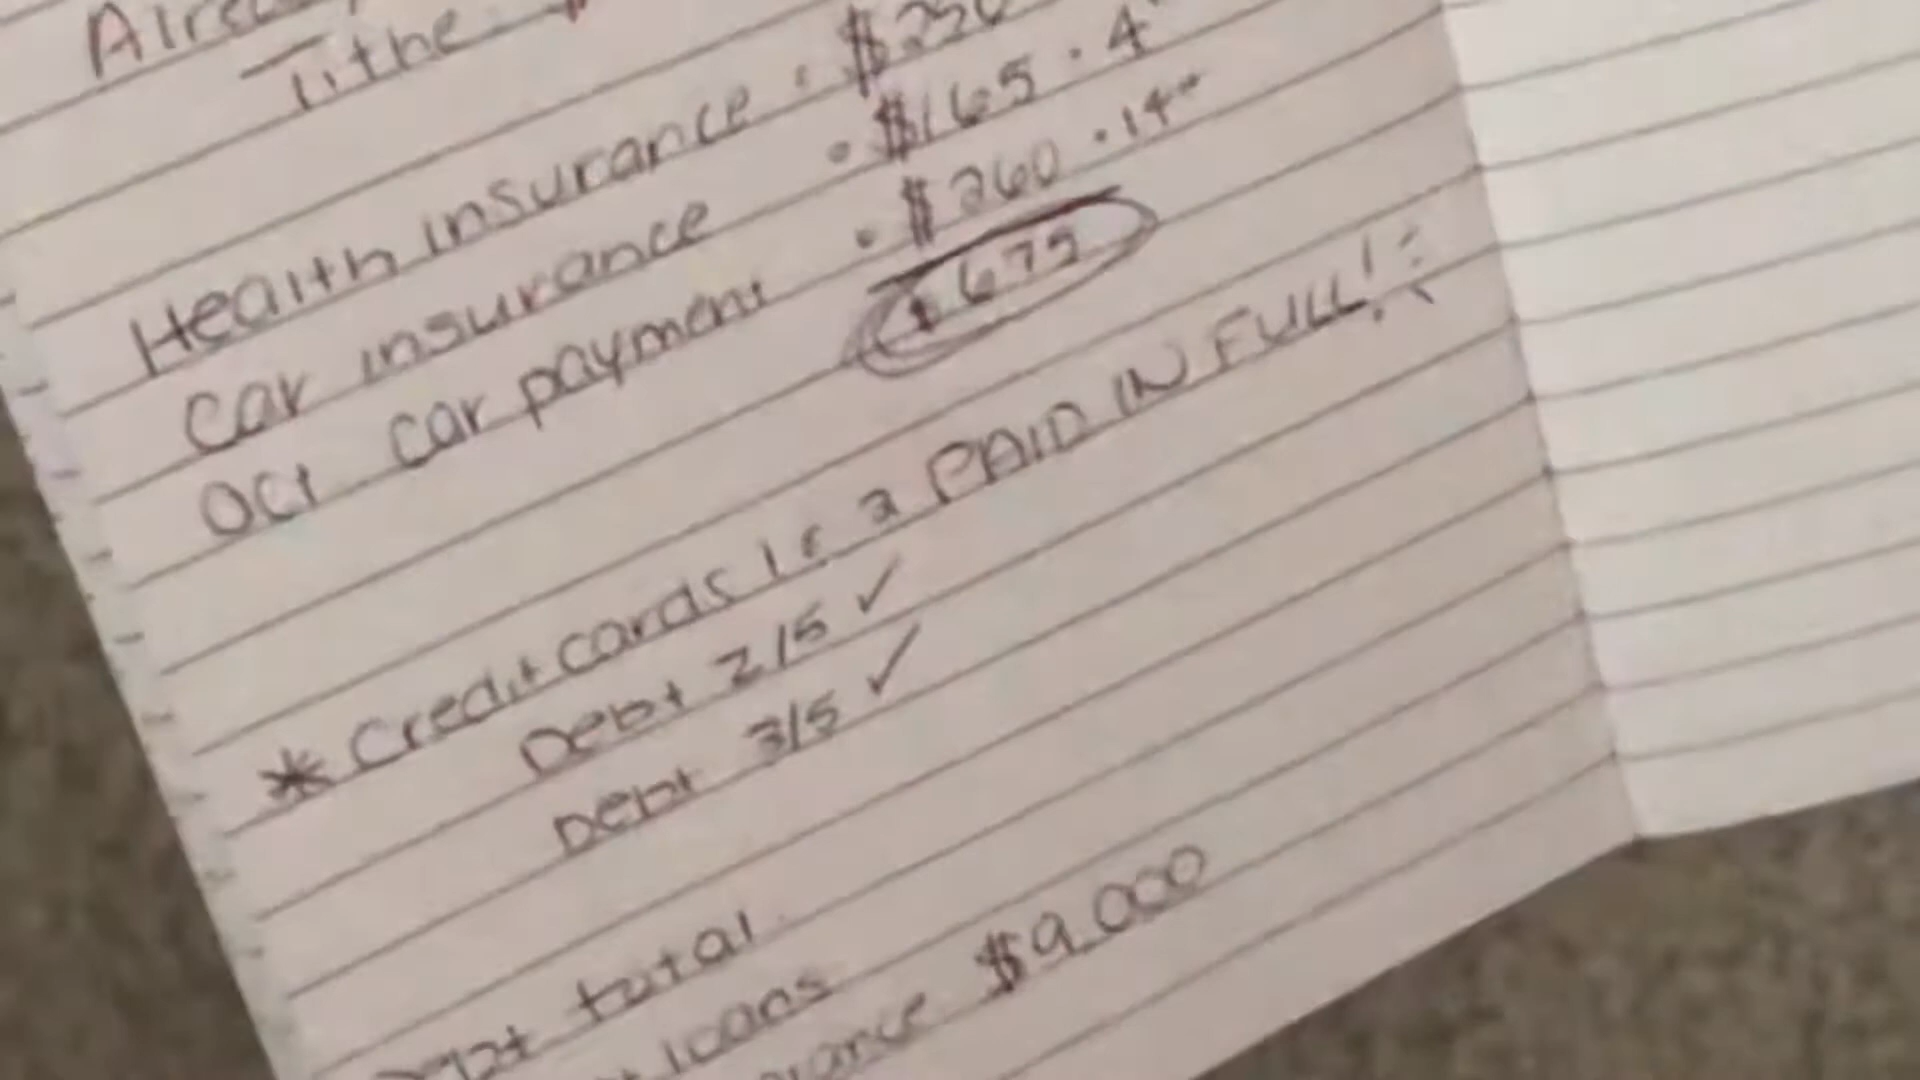 Tithe
Health insurance · $250
Car insurance · $165 · 4
Oct car payment · $260 · 14
$675
* Credit cards 1 & 2 PAID IN FULL!
Debt 2/5 ✓
Debt 3/5 ✓
total
loans
$9,000